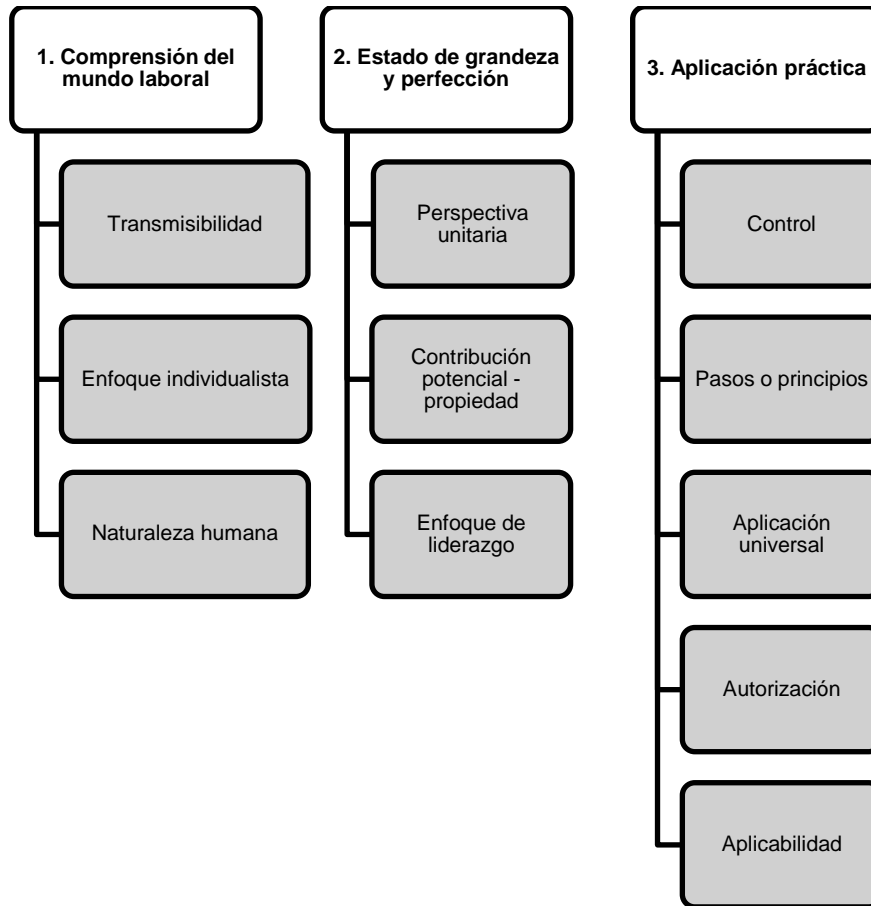 1. Comprensión del
mundo laboral
Transmisibilidad
Enfoque individualista
Naturaleza humana
2. Estado de grandeza
y perfección
Perspectiva
unitaria
Contribución
potencial -
propiedad
Enfoque de
liderazgo
3. Aplicación práctica
Control
Pasos o principios
Aplicación
universal
Autorización
Aplicabilidad